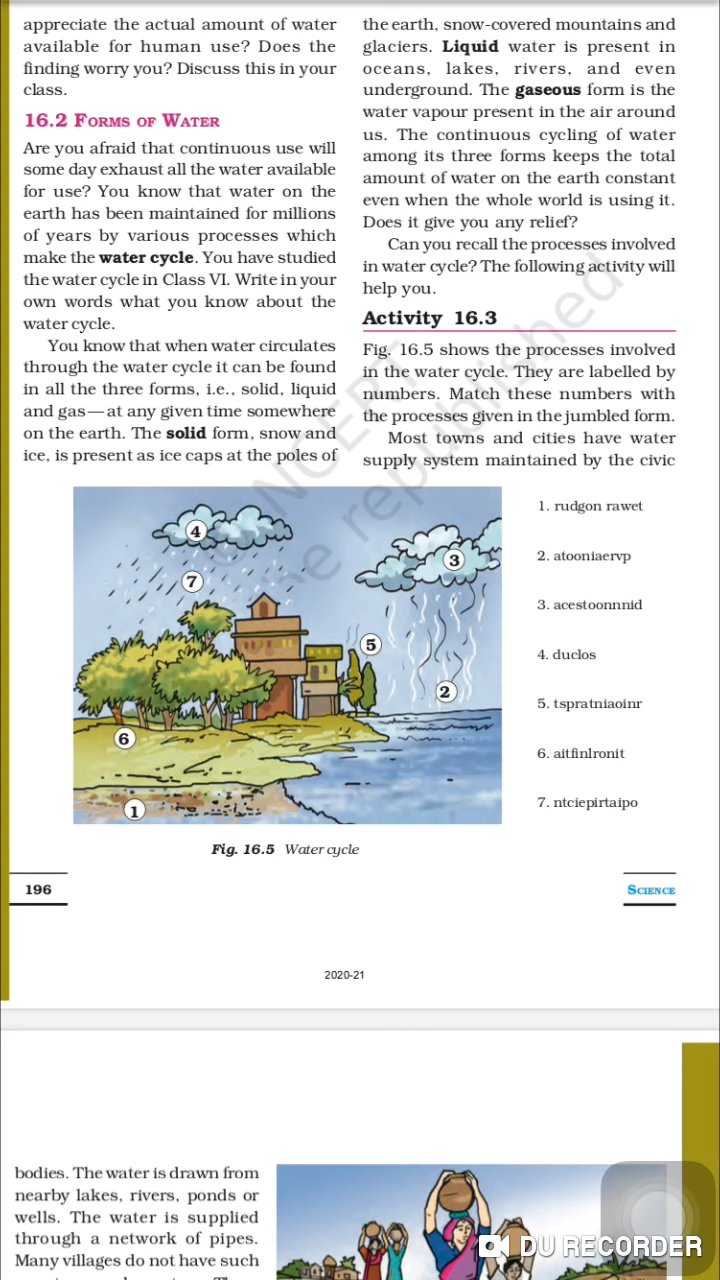 appreciate the actual amount of water
available for human use? Does the
finding worry you? Discuss this in your
class.
16.2 FORMS OF WATER
Are you afraid that continuous use will
some day exhaust all the water available
for use? You know that water on the
earth has been maintained for millions
of years by various processes which
make the water cycle. You have studied
the water cycle in Class VI. Write in your
own words what you know about the
water cycle.
You know that when water circulates
through the water cycle it can be found
in all the three forms, i.e., solid, liquid
and gas—at any given time somewhere
on the earth. The solid form, snow and
ice, is present as ice caps at the poles of
the earth, snow-covered mountains and
glaciers. Liquid water is present in
oceans, lakes, rivers, and even
underground. The gaseous form is the
water vapour present in the air around
us. The continuous cycling of water
among its three forms keeps the total
amount of water on the earth constant
even when the whole world is using it.
Does it give you any relief?
Can you recall the processes involved
in water cycle? The following activity will
help you.
Activity 16.3
Fig. 16.5 shows the processes involved
in the water cycle. They are labelled by
numbers. Match these numbers with
the processes given in the jumbled form.
Most towns and cities have water
supply system maintained by the civic
4
3
7
5
2
6
1
1. rudgon rawet
2. atooniaervp
3. acestoonnnid
4. duclos
5. tspratniaoinr
6. aitfinlronit
7. ntciepirtaipo
Fig. 16.5 Water cycle
196
SCIENCE
2020-21
bodies. The water is drawn from
nearby lakes, rivers, ponds or
wells. The water is supplied
through a network of pipes.
Many villages do not have such
DU RECORDER
NCERT
republished